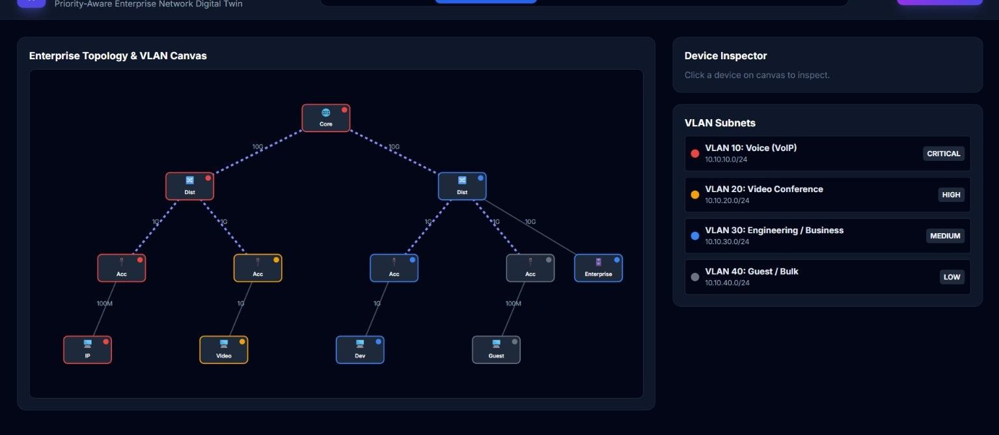 Priority-Aware Enterprise Network Digital Twin
Enterprise Topology & VLAN Canvas
Core
10G
10G
Dist
Dist
1G
1G
1G
1G
10G
Acc
Acc
Acc
Acc
Enterprise
100M
1G
1G
100M
IP
Video
Dev
Guest
Device Inspector
Click a device on canvas to inspect.
VLAN Subnets
VLAN 10: Voice (VoIP)
10.10.10.0/24
CRITICAL
VLAN 20: Video Conference
10.10.20.0/24
HIGH
VLAN 30: Engineering / Business
10.10.30.0/24
MEDIUM
VLAN 40: Guest / Bulk
10.10.40.0/24
LOW